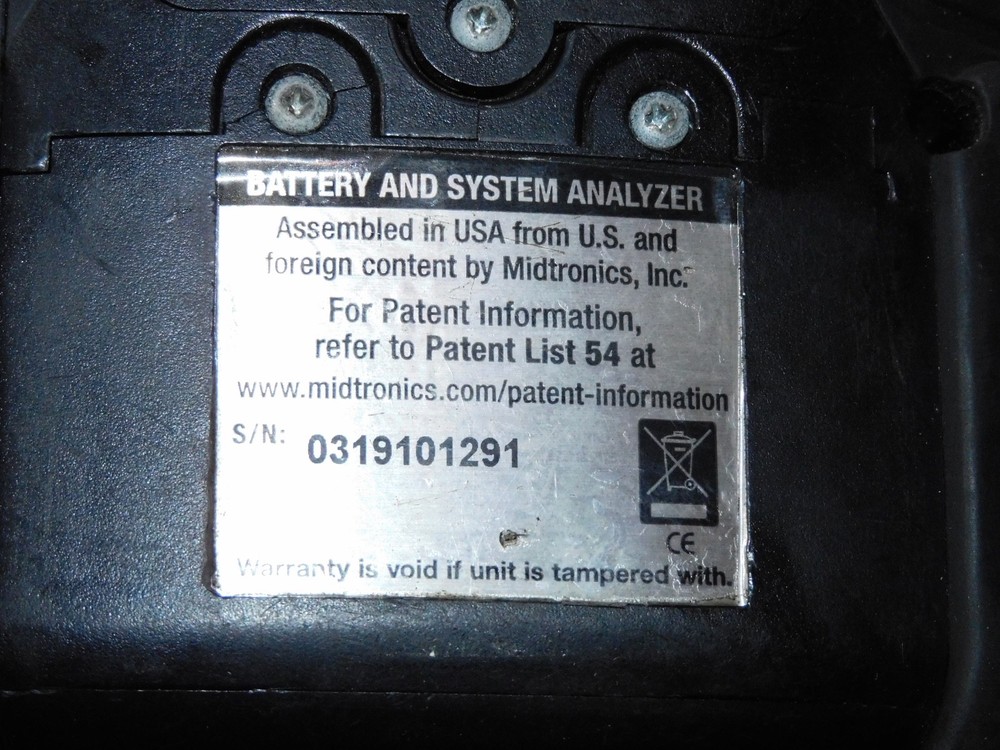 BATTERY AND SYSTEM ANALYZER
Assembled in USA from U.S. and
foreign content by Midtronics, Inc.
For Patent Information,
refer to Patent List 54 at
www.midtronics.com/patent-information
S/N: 0319101291
CE
Warranty is void if unit is tampered with.